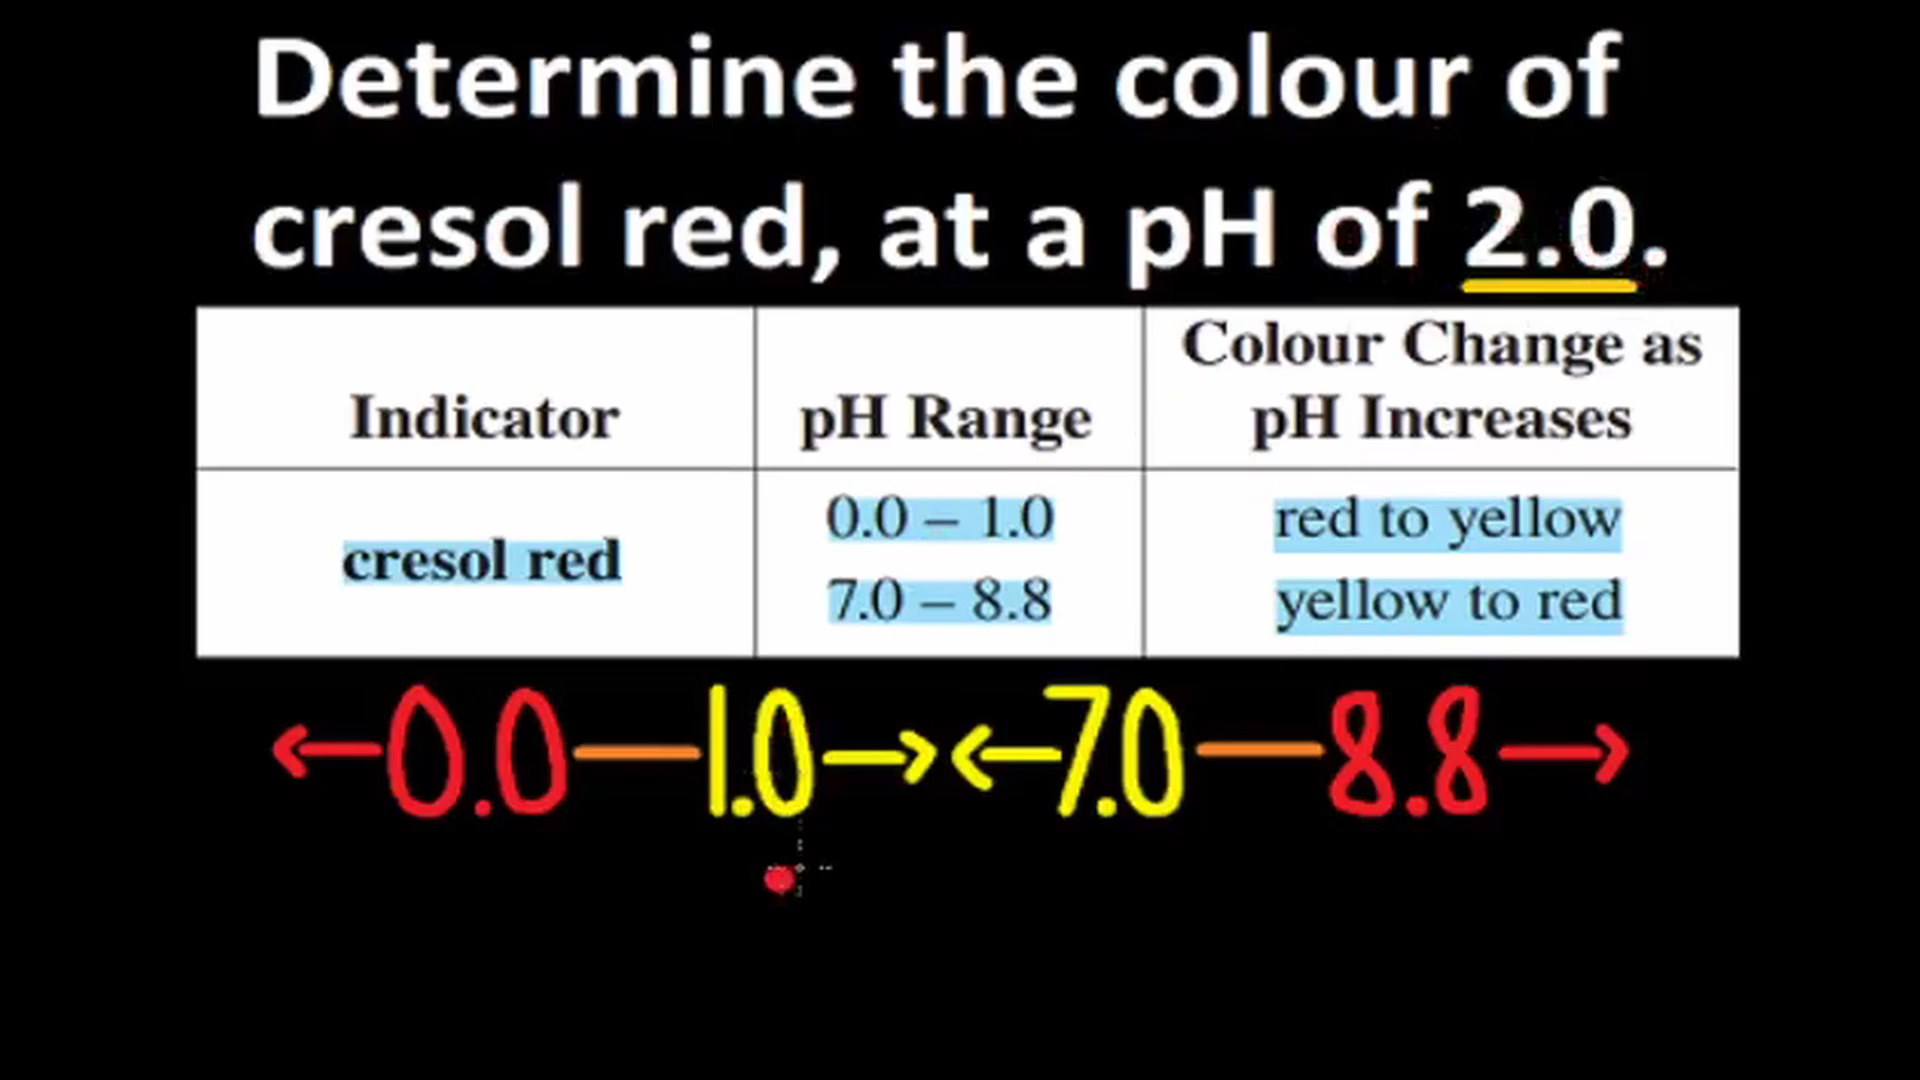 Determine the colour of
cresol red, at a pH of 2.0.
Indicator
pH Range
Colour Change as
pH Increases
cresol red
0.0 – 1.0
red to yellow
7.0 – 8.8
yellow to red
←0.0—1.0→←7.0—8.8→